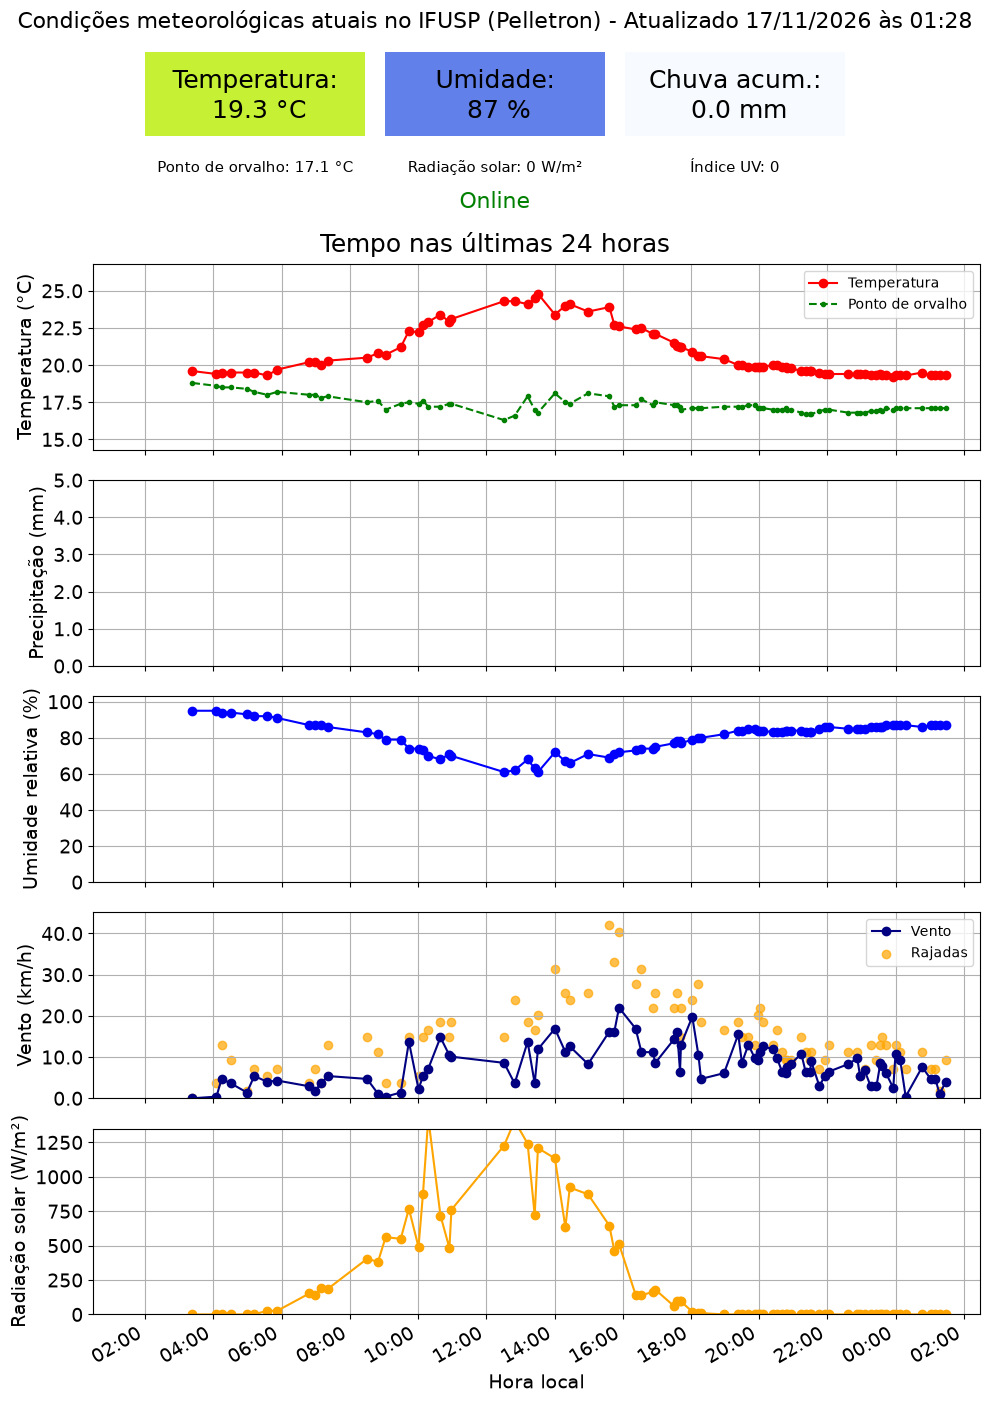 Condições meteorológicas atuais no IFUSP (Pelletron) - Atualizado 17/11/2026 às 01:28
Temperatura:
19.3 °C
Umidade:
87 %
Chuva acum.:
0.0 mm
Ponto de orvalho: 17.1 °C
Radiação solar: 0 W/m²
Índice UV: 0
Online
Tempo nas últimas 24 horas
Temperatura (°C)
25.0
22.5
20.0
17.5
15.0
Temperatura
Ponto de orvalho
Precipitação (mm)
5.0
4.0
3.0
2.0
1.0
0.0
Umidade relativa (%)
100
80
60
40
20
0
Vento (km/h)
40.0
30.0
20.0
10.0
0.0
Vento
Rajadas
Radiação solar (W/m²)
1250
1000
750
500
250
0
02:00
04:00
06:00
08:00
10:00
12:00
14:00
16:00
18:00
20:00
22:00
00:00
02:00
Hora local